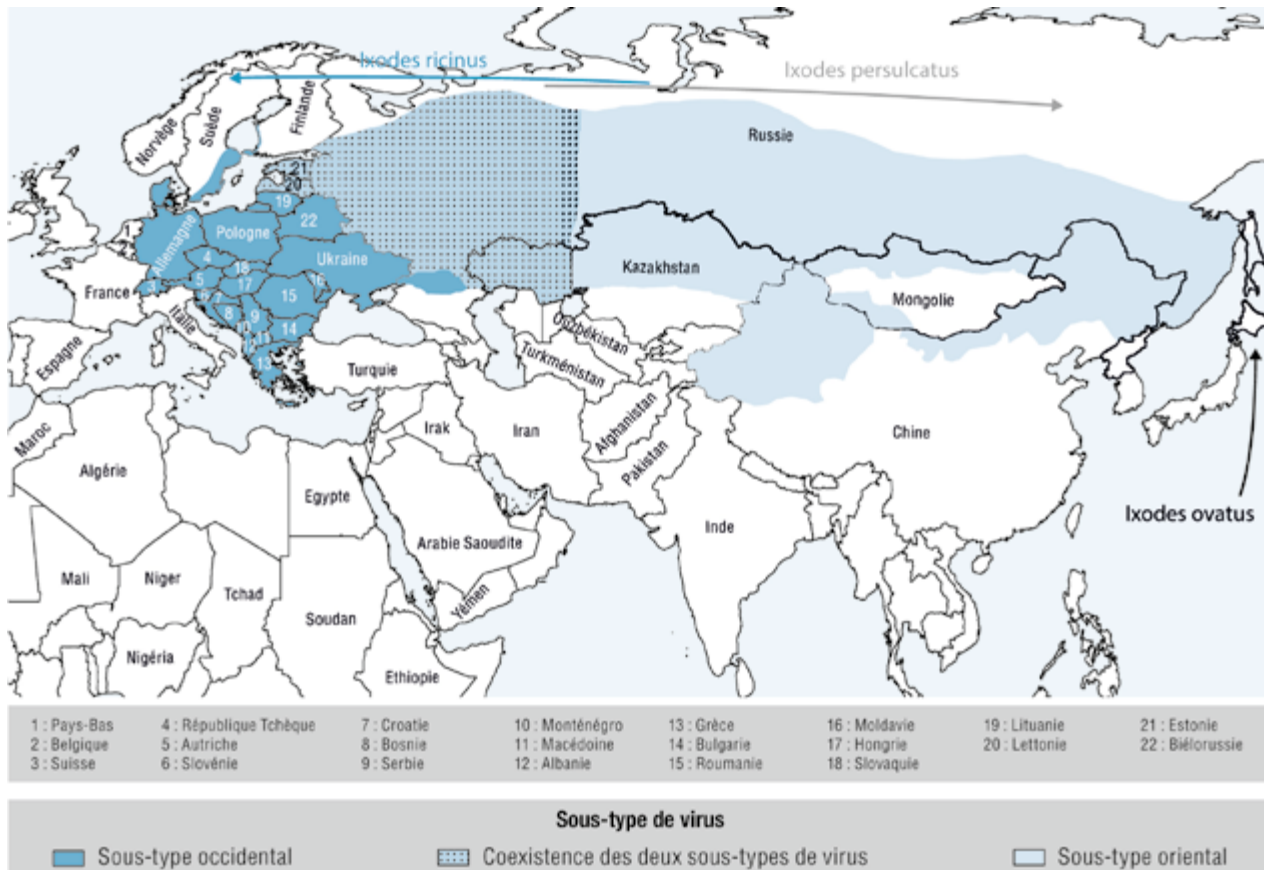 Ixodes ricinus
Ixodes persulcatus
Norvège
Suède
Finlande
Russie
21
20
19
22
1
Allemagne
Pologne
Ukraine
4
18
3
5
17
16
15
6
7
8
9
10
11
14
12
13
France
Italie
Espagne
Kazakhstan
Mongolie
Ouzbékistan
Turkménistan
Turquie
Maroc
Algérie
Irak
Iran
Afghanistan
Pakistan
Chine
Egypte
Arabie Saoudite
Inde
Ixodes ovatus
Mali
Niger
Tchad
Soudan
Yémen
Nigéria
Ethiopie
1 : Pays-Bas 4 : République Tchèque 7 : Croatie 10 : Monténégro 13 : Grèce 16 : Moldavie 19 : Lituanie 21 : Estonie
2 : Belgique 5 : Autriche 8 : Bosnie 11 : Macédoine 14 : Bulgarie 17 : Hongrie 20 : Lettonie 22 : Biélorussie
3 : Suisse 6 : Slovénie 9 : Serbie 12 : Albanie 15 : Roumanie 18 : Slovaquie
Sous-type de virus
Sous-type occidental Coexistence des deux sous-types de virus Sous-type oriental